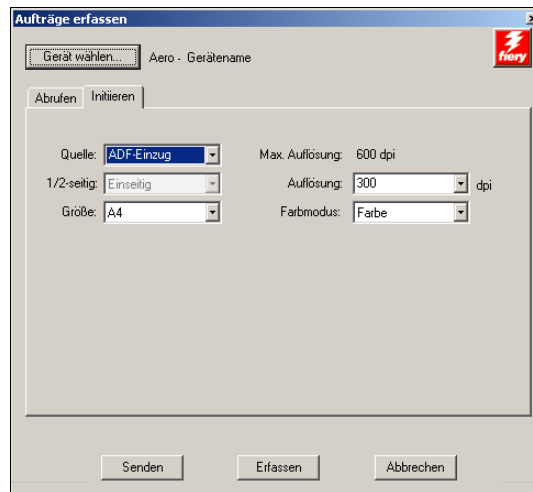 Aufträge erfassen
Gerät wählen... Aero - Gerätename
fiery
Abrufen Initiieren
Quelle: ADF-Einzug Max. Auflösung: 600 dpi
1/2-seitig: Einseitig Auflösung: 300 dpi
Größe: A4 Farbmodus: Farbe
Senden Erfassen Abbrechen